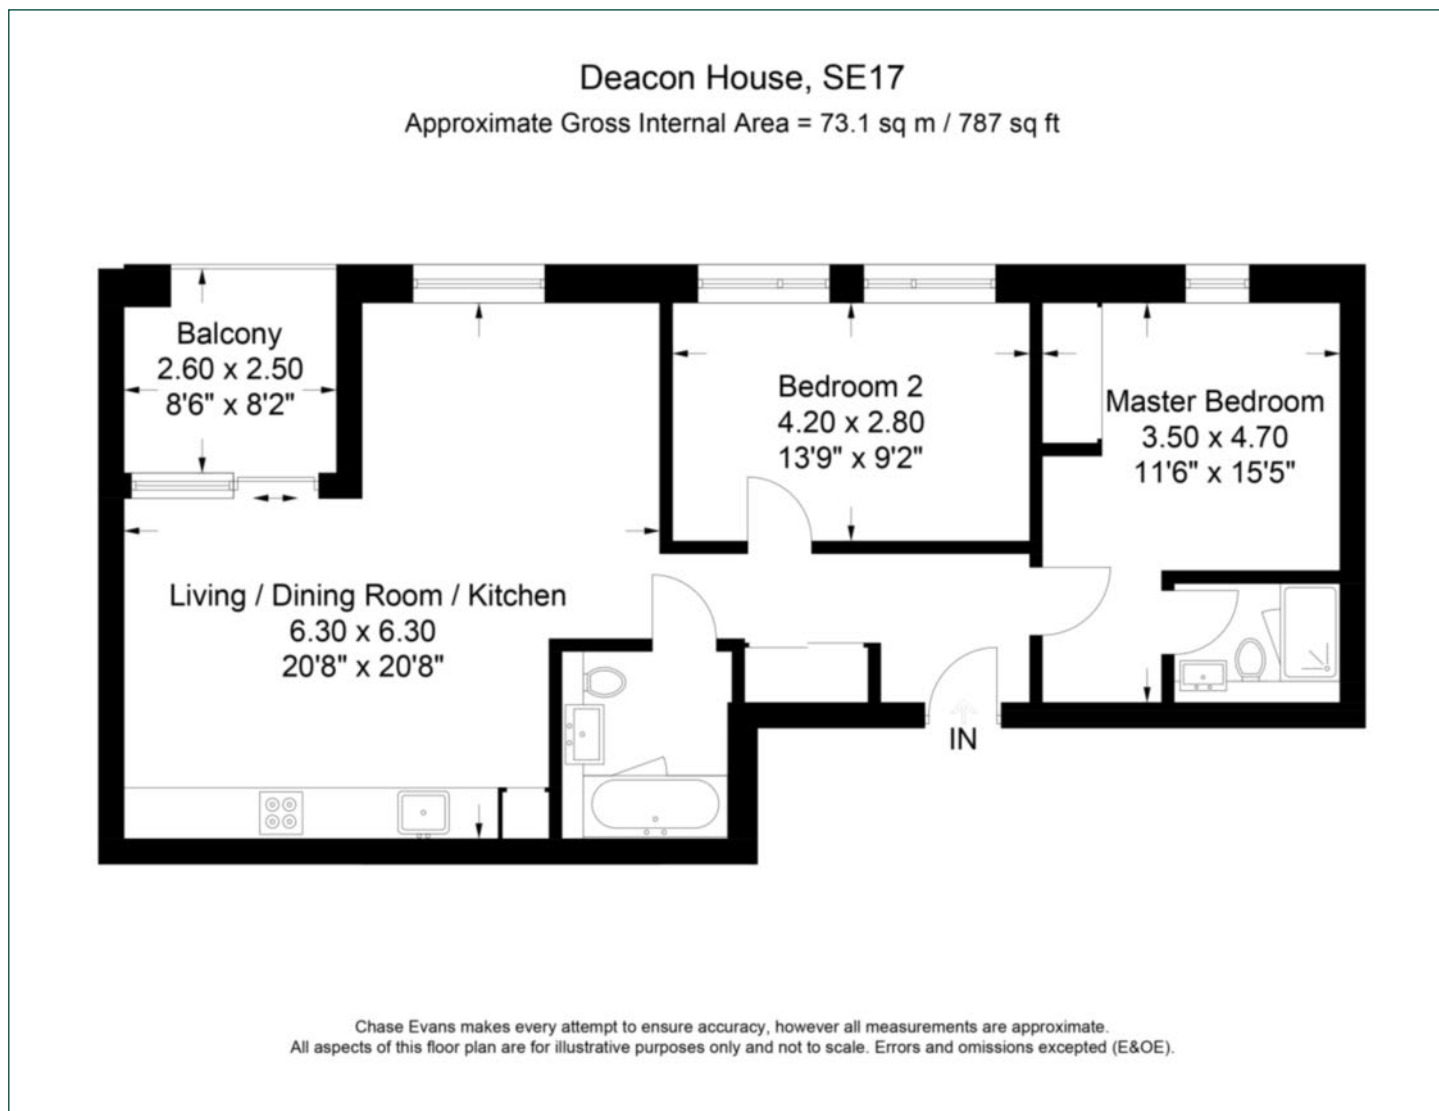 Deacon House, SE17
Approximate Gross Internal Area = 73.1 sq m / 787 sq ft
Balcony
2.60 x 2.50
8'6" x 8'2"
Bedroom 2
4.20 x 2.80
13'9" x 9'2"
Master Bedroom
3.50 x 4.70
11'6" x 15'5"
Living / Dining Room / Kitchen
6.30 x 6.30
20'8" x 20'8"
IN
Chase Evans makes every attempt to ensure accuracy, however all measurements are approximate.
All aspects of this floor plan are for illustrative purposes only and not to scale. Errors and omissions excepted (E&OE).